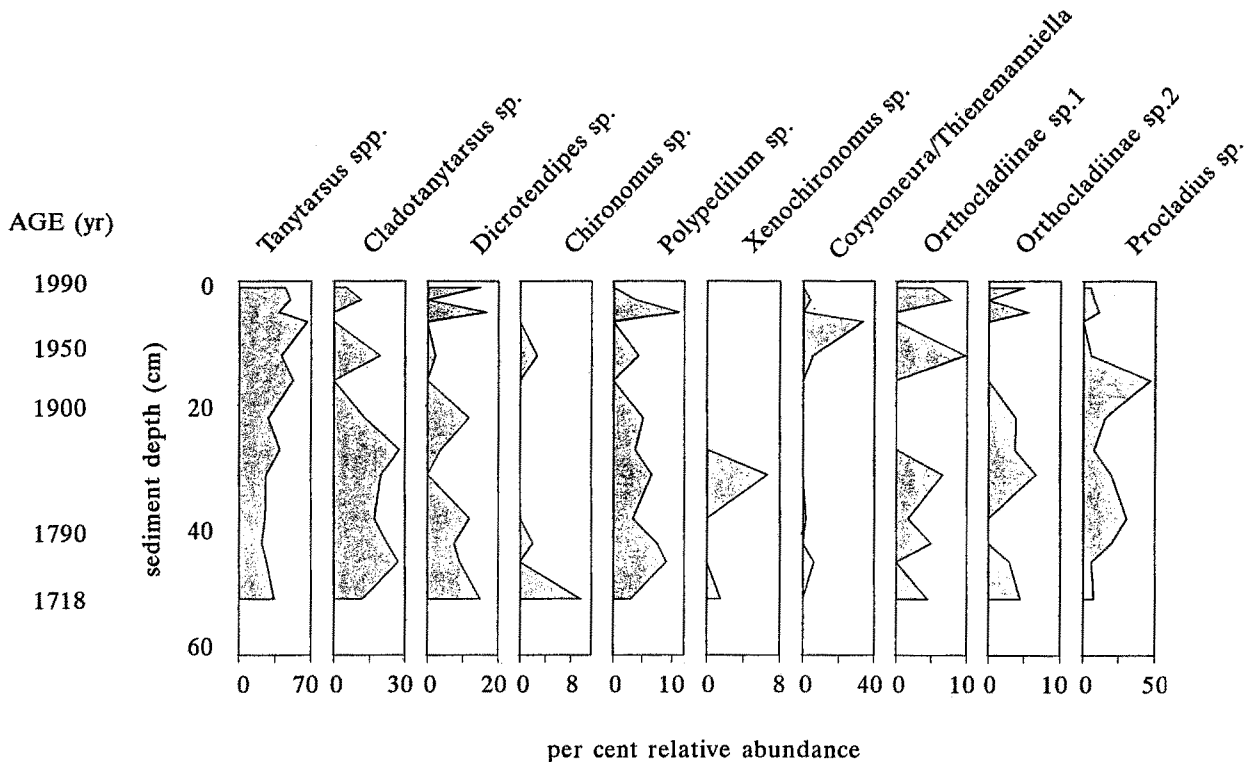 Tanytarsus spp.
Cladotanytarsus sp.
Dicrotendipes sp.
Chironomus sp.
Polypedilum sp.
Xenochironomus sp.
Corynoneura/Thienemanniella
Orthocladiinae sp.1
Orthocladiinae sp.2
Procladius sp.
AGE (yr)
1990
1950
1900
1790
1718
sediment depth (cm)
0
20
40
60
0 70 0 30 0 20 0 8 0 10 0 8 0 40 0 10 0 10 0 50
per cent relative abundance